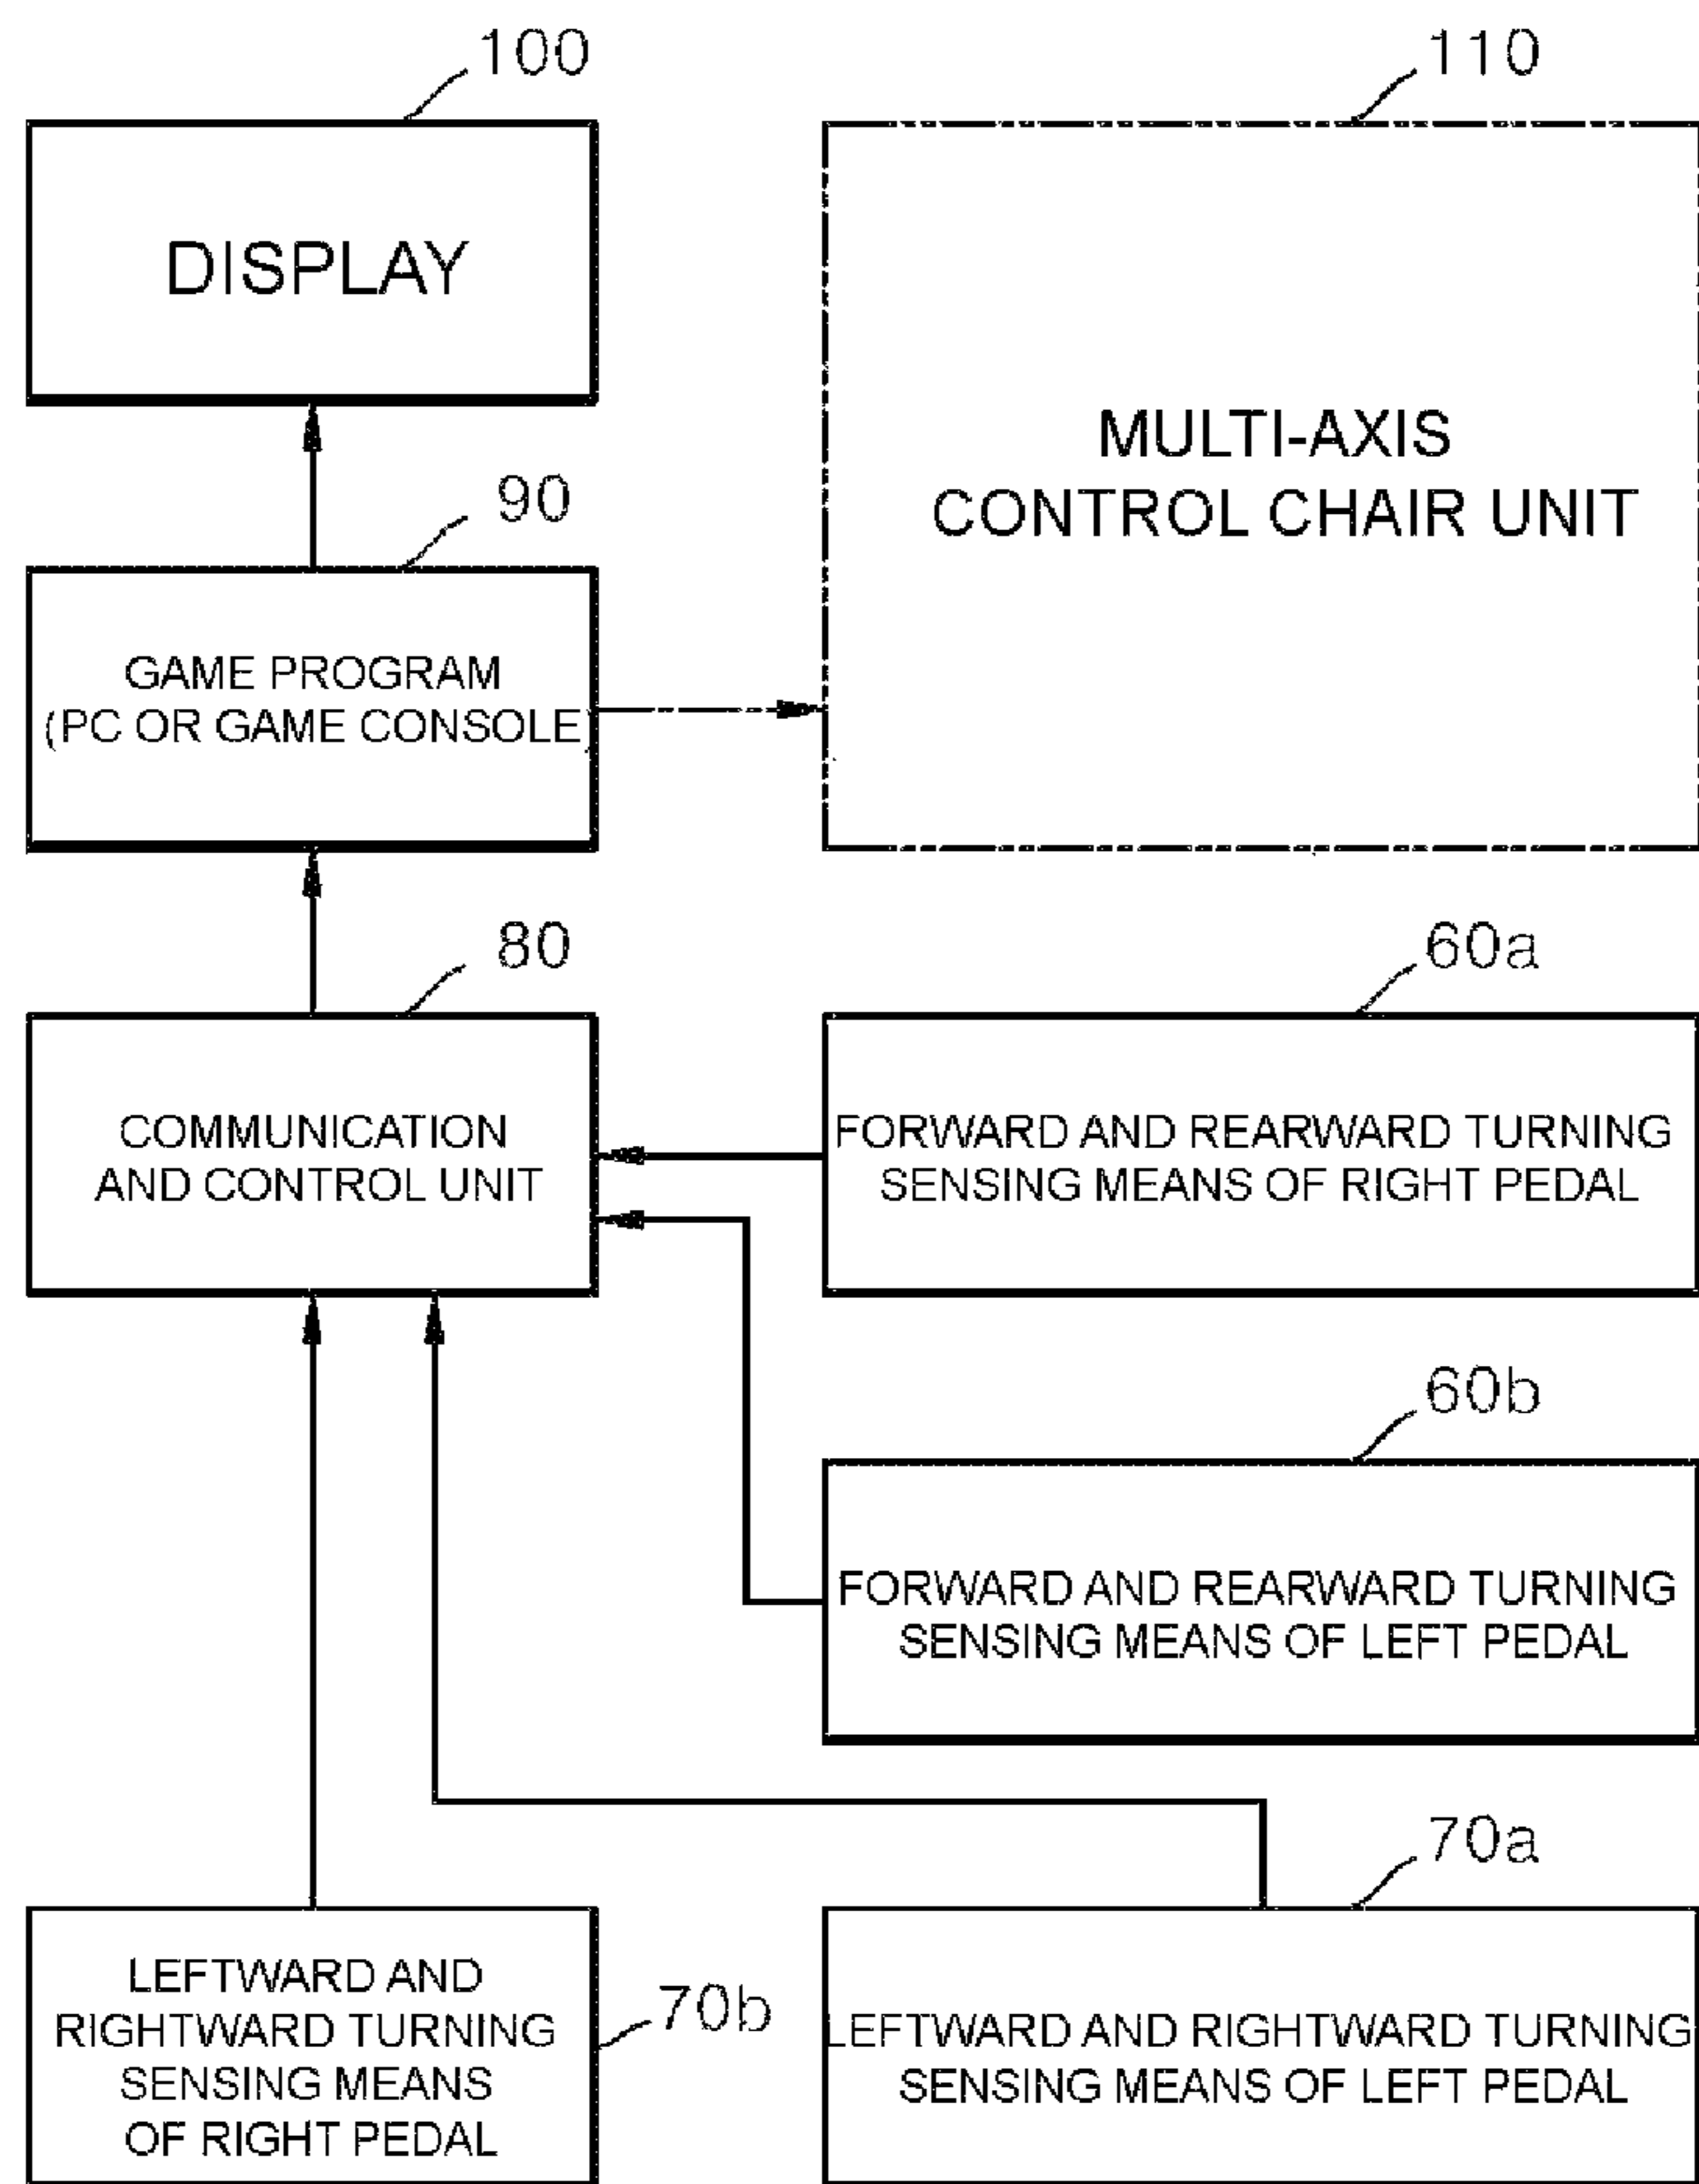 100
110
DISPLAY
MULTI-AXIS
CONTROL CHAIR UNIT
90
GAME PROGRAM
(PC OR GAME CONSOLE)
80
60a
COMMUNICATION
AND CONTROL UNIT
FORWARD AND REARWARD TURNING
SENSING MEANS OF RIGHT PEDAL
60b
FORWARD AND REARWARD TURNING
SENSING MEANS OF LEFT PEDAL
70a
LEFTWARD AND
RIGHTWARD TURNING
SENSING MEANS
OF RIGHT PEDAL
70b
LEFTWARD AND RIGHTWARD TURNING
SENSING MEANS OF LEFT PEDAL